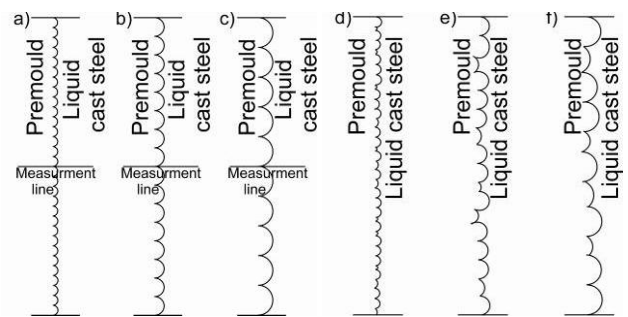 a)
Premould
Liquid
cast steel
Measurment
line
b)
Premould
Liquid
cast steel
Measurment
line
c)
Premould
Liquid
cast steel
Measurment
line
d)
Premould
Liquid cast steel
e)
Premould
Liquid cast steel
f)
Premould
Liquid cast steel